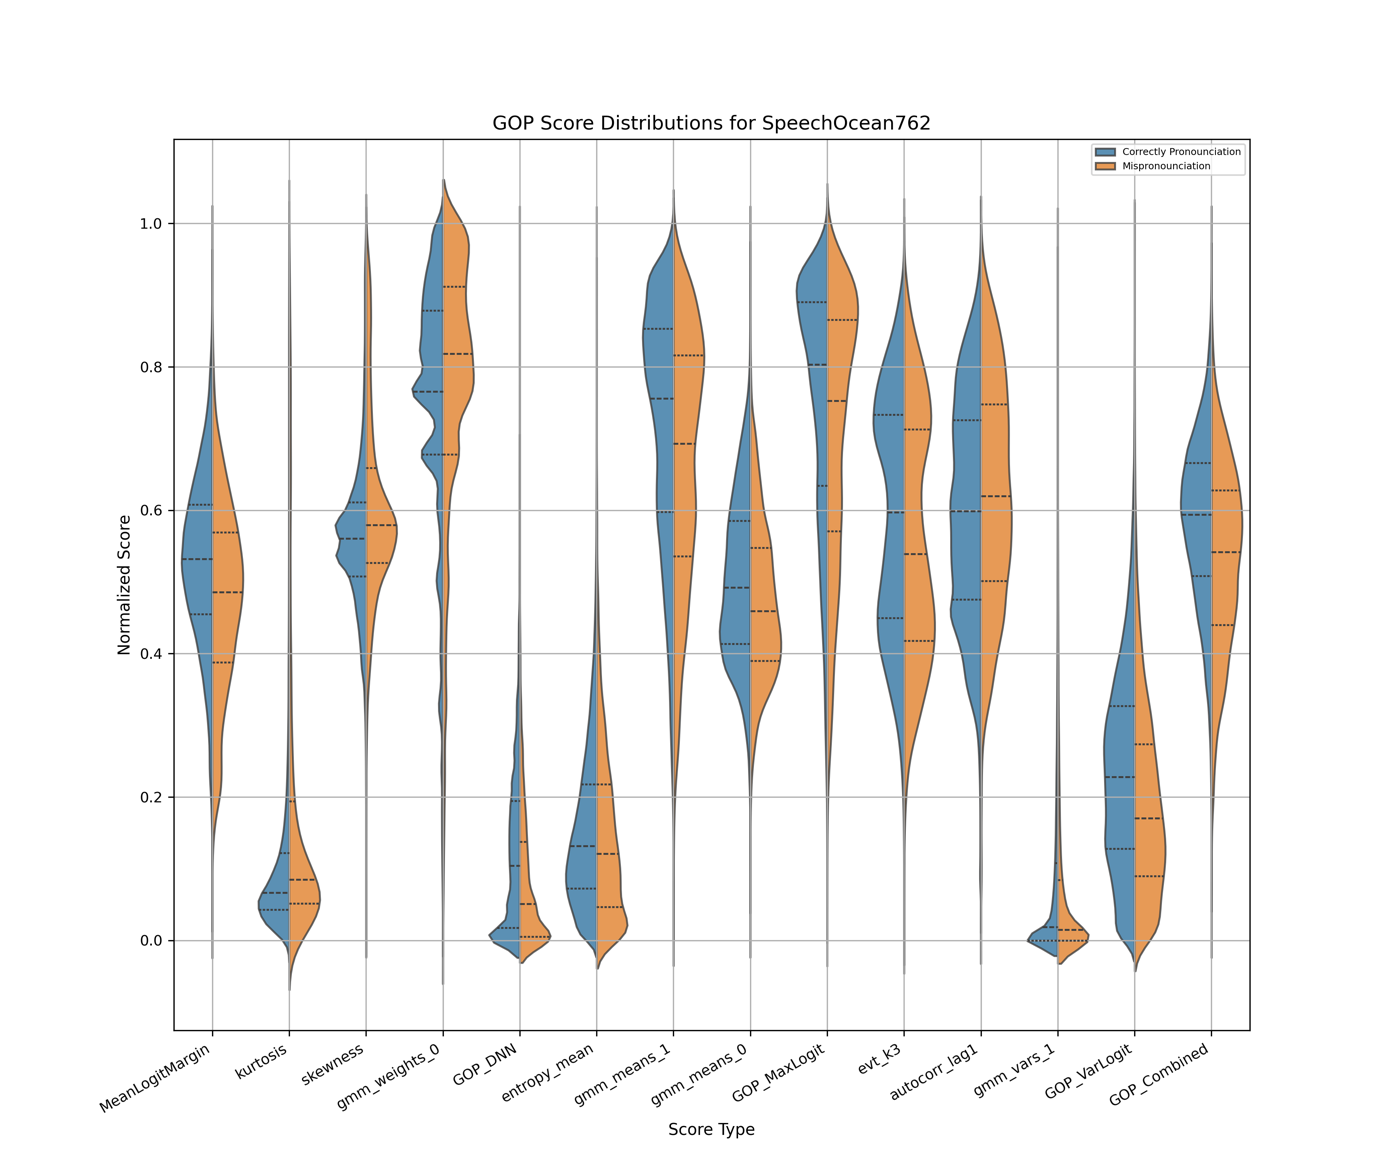 GOP Score Distributions for SpeechOcean762
Correctly Pronounciation
Mispronounciation
Normalized Score
1.0
0.8
0.6
0.4
0.2
0.0
MeanLogitMargin
kurtosis
skewness
gmm_weights_0
GOP_DNN
entropy_mean
gmm_means_1
gmm_means_0
GOP_MaxLogit
evt_k3
autocorr_lag1
gmm_vars_1
GOP_VarLogit
GOP_Combined
Score Type